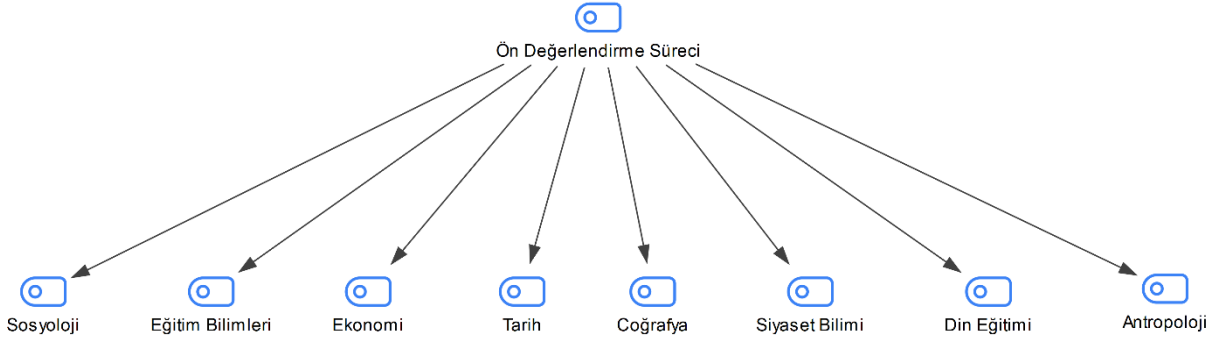 Ön Değerlendirme Süreci
Sosyoloji
Eğitim Bilimleri
Ekonomi
Tarih
Coğrafya
Siyaset Bilimi
Din Eğitimi
Antropoloji